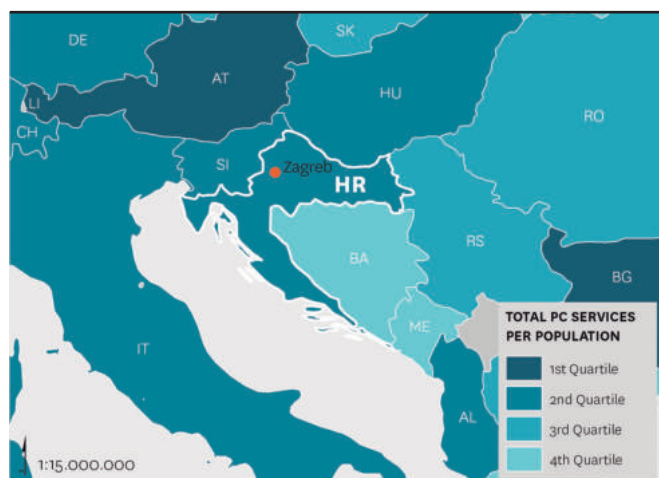 DE
SK
AT
LI
HU
CH
RO
SI
Zagreb
HR
BA
RS
BG
ME
IT
AL
TOTAL PC SERVICES
PER POPULATION
1st Quartile
2nd Quartile
3rd Quartile
4th Quartile
1:15.000.000